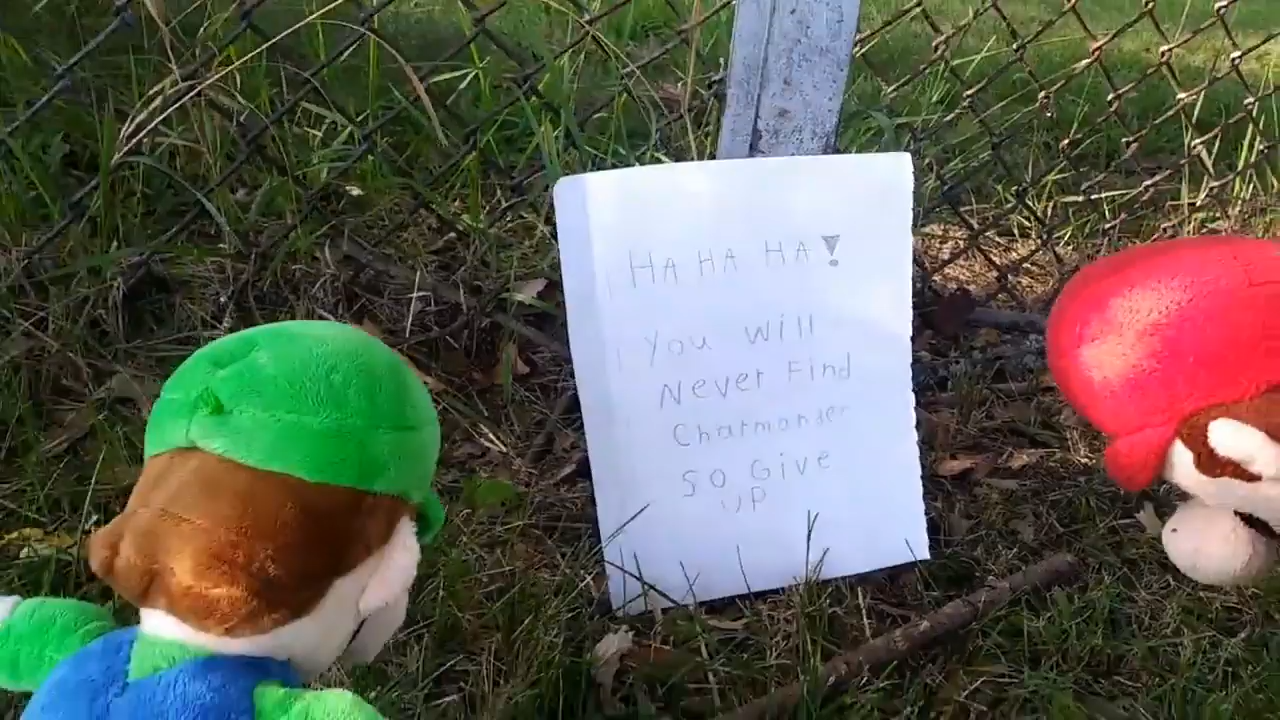 HA HA HA!
You will
Never Find
Charmander
So Give
UP